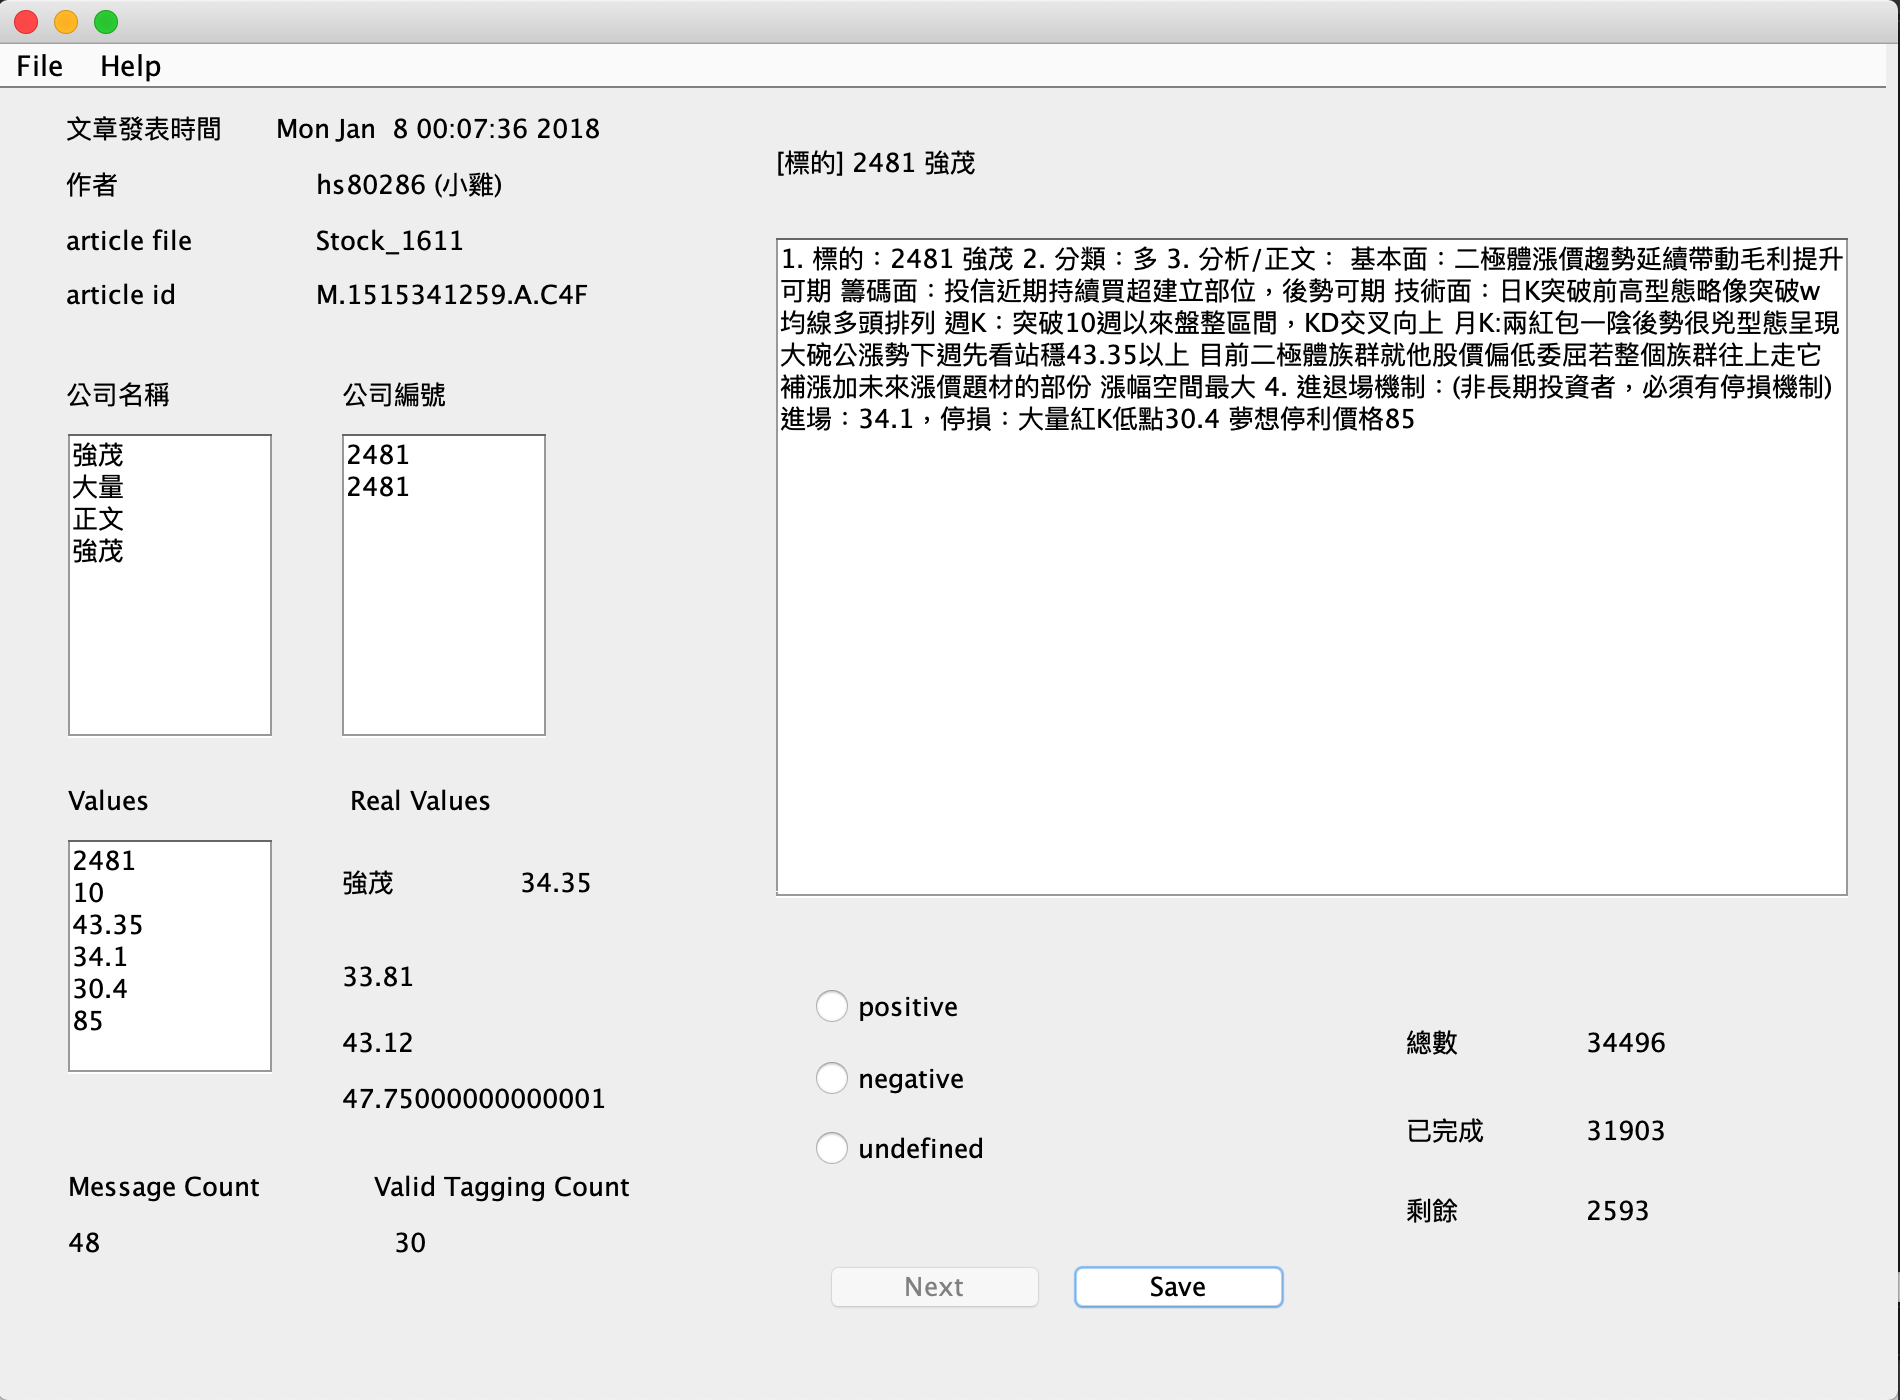 File Help
文章發表時間 Mon Jan  8 00:07:36 2018
作者 hs80286 (小雞)
article file Stock_1611
article id M.1515341259.A.C4F
[標的] 2481 強茂
1. 標的：2481 強茂 2. 分類：多 3. 分析/正文： 基本面：二極體漲價趨勢延續帶動毛利提升
可期 籌碼面：投信近期持續買超建立部位，後勢可期 技術面：日K突破前高型態略像突破w
均線多頭排列 週K：突破10週以來盤整區間，KD交叉向上 月K:兩紅包一陰後勢很兇型態呈現
大碗公漲勢下週先看站穩43.35以上 目前二極體族群就他股價偏低委屈若整個族群往上走它
補漲加未來漲價題材的部份 漲幅空間最大 4. 進退場機制：(非長期投資者，必須有停損機制)
進場：34.1，停損：大量紅K低點30.4 夢想停利價格85
公司名稱
強茂
大量
正文
強茂
公司編號
2481
2481
Values
2481
10
43.35
34.1
30.4
85
Real Values
強茂 34.35
33.81
43.12
47.75000000000001
Message Count
48
Valid Tagging Count
30
positive
negative
undefined
總數 34496
已完成 31903
剩餘 2593
Next Save